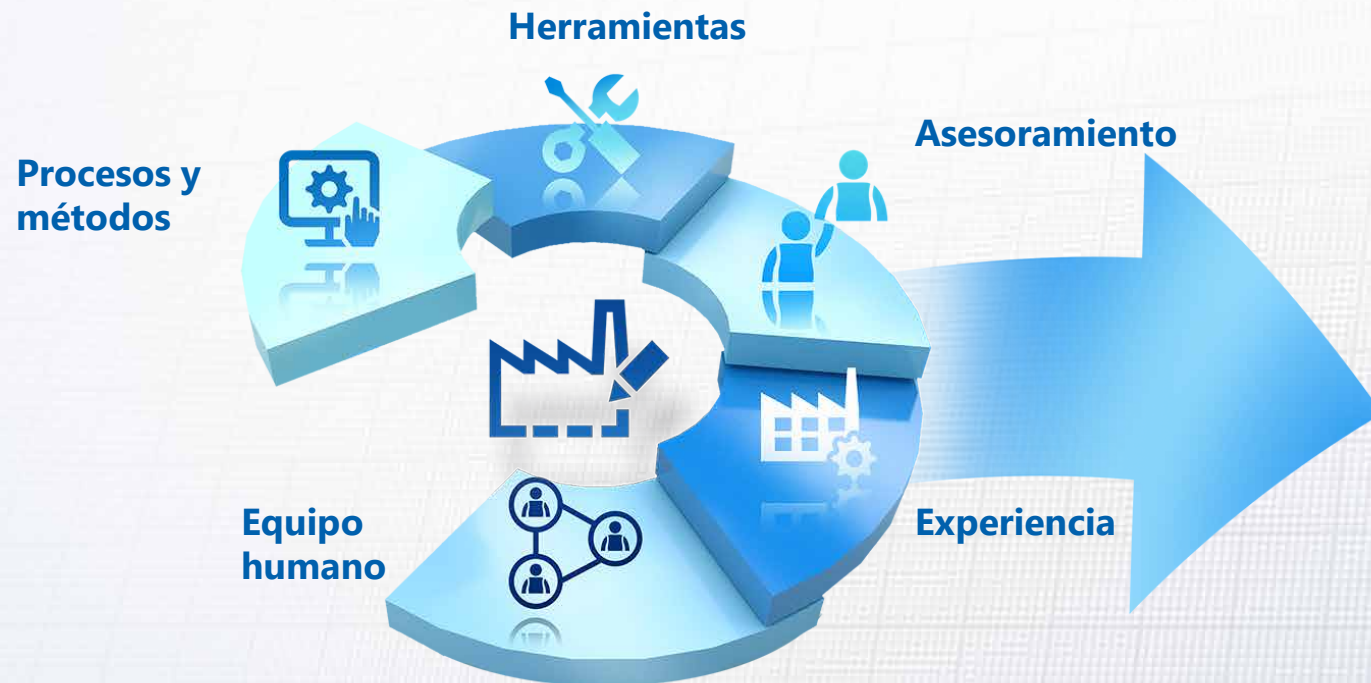 Herramientas
Asesoramiento
Procesos y
métodos
Equipo
humano
Experiencia